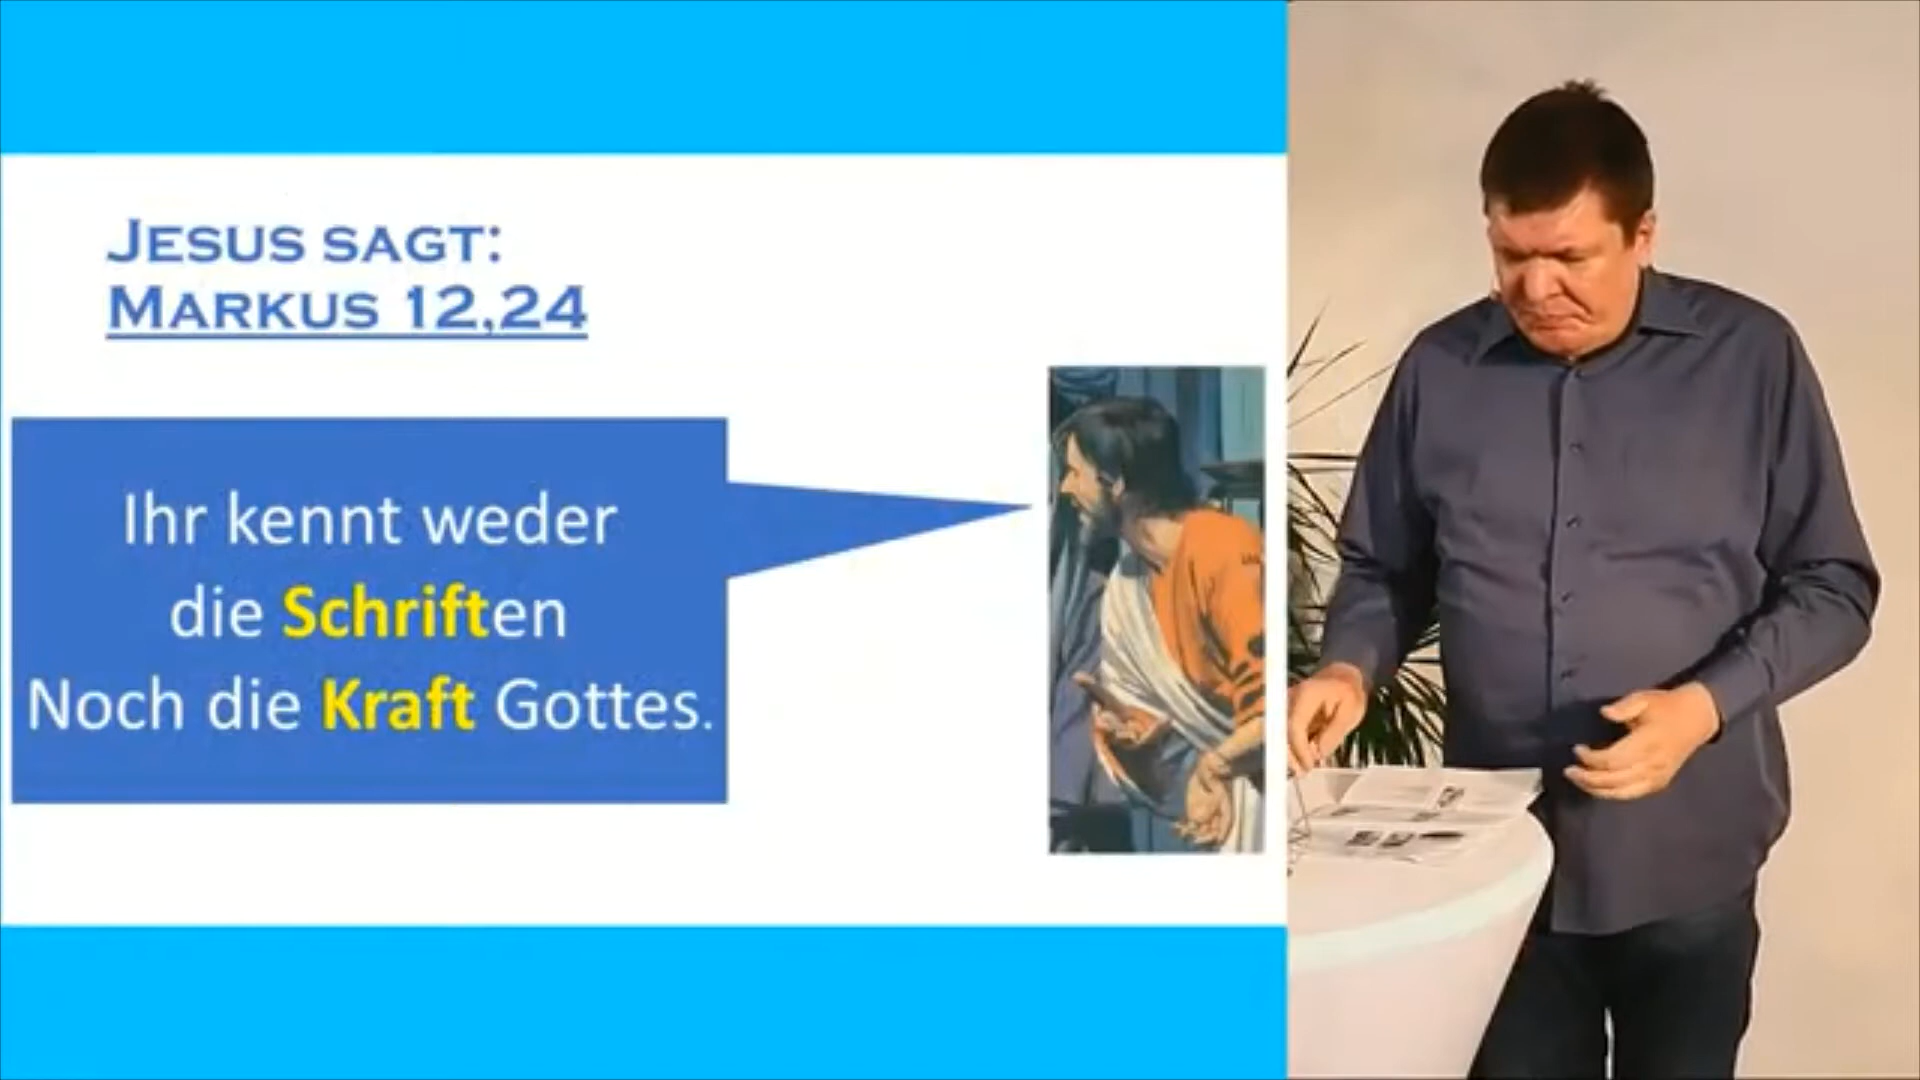 JESUS SAGT:
MARKUS 12,24
Ihr kennt weder
die Schriften
Noch die Kraft Gottes.